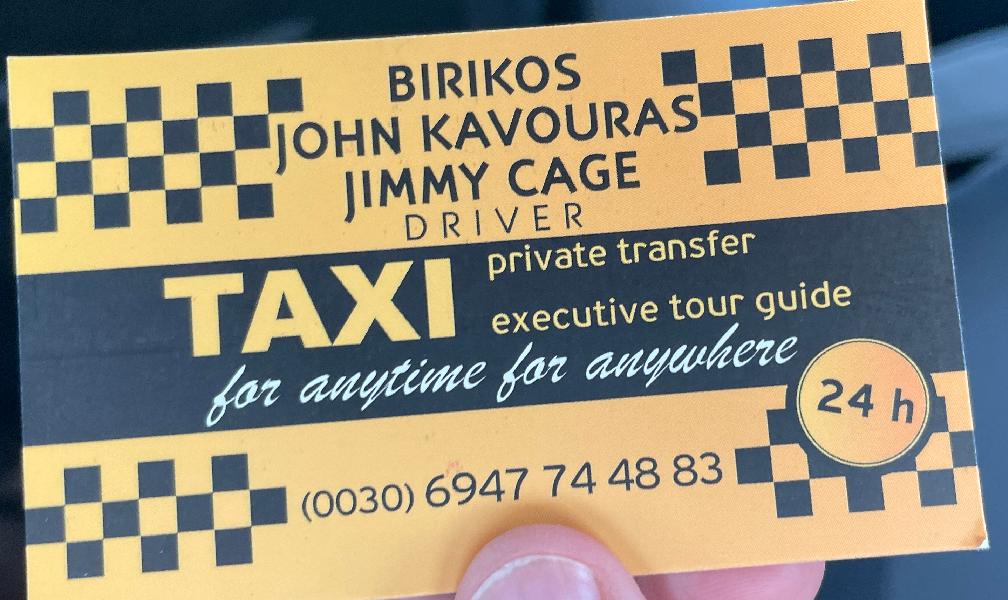 BIRIKOS
JOHN KAVOURAS
JIMMY CAGE
DRIVER
TAXI
private transfer
executive tour guide
for anytime for anywhere
24 h
(0030) 6947 74 48 83